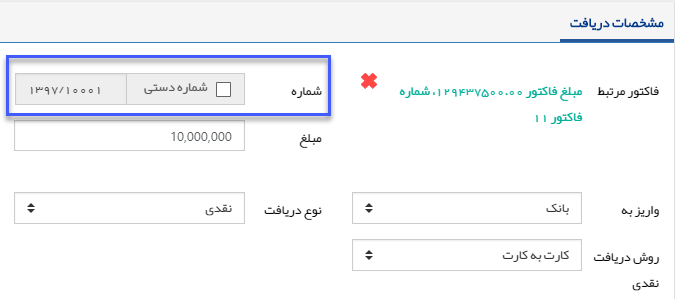 مشخصات دریافت
فاکتور مرتبط
مبلغ فاکتور ۱۲۹۴۳۷۵۰۰.۰۰، شماره
فاکتور ۱۱
شماره
شماره دستی
۱۳۹۷/۱۰۰۰۱
مبلغ
10,000,000
واریز به
بانک
نوع دریافت
نقدی
روش دریافت
نقدی
کارت به کارت